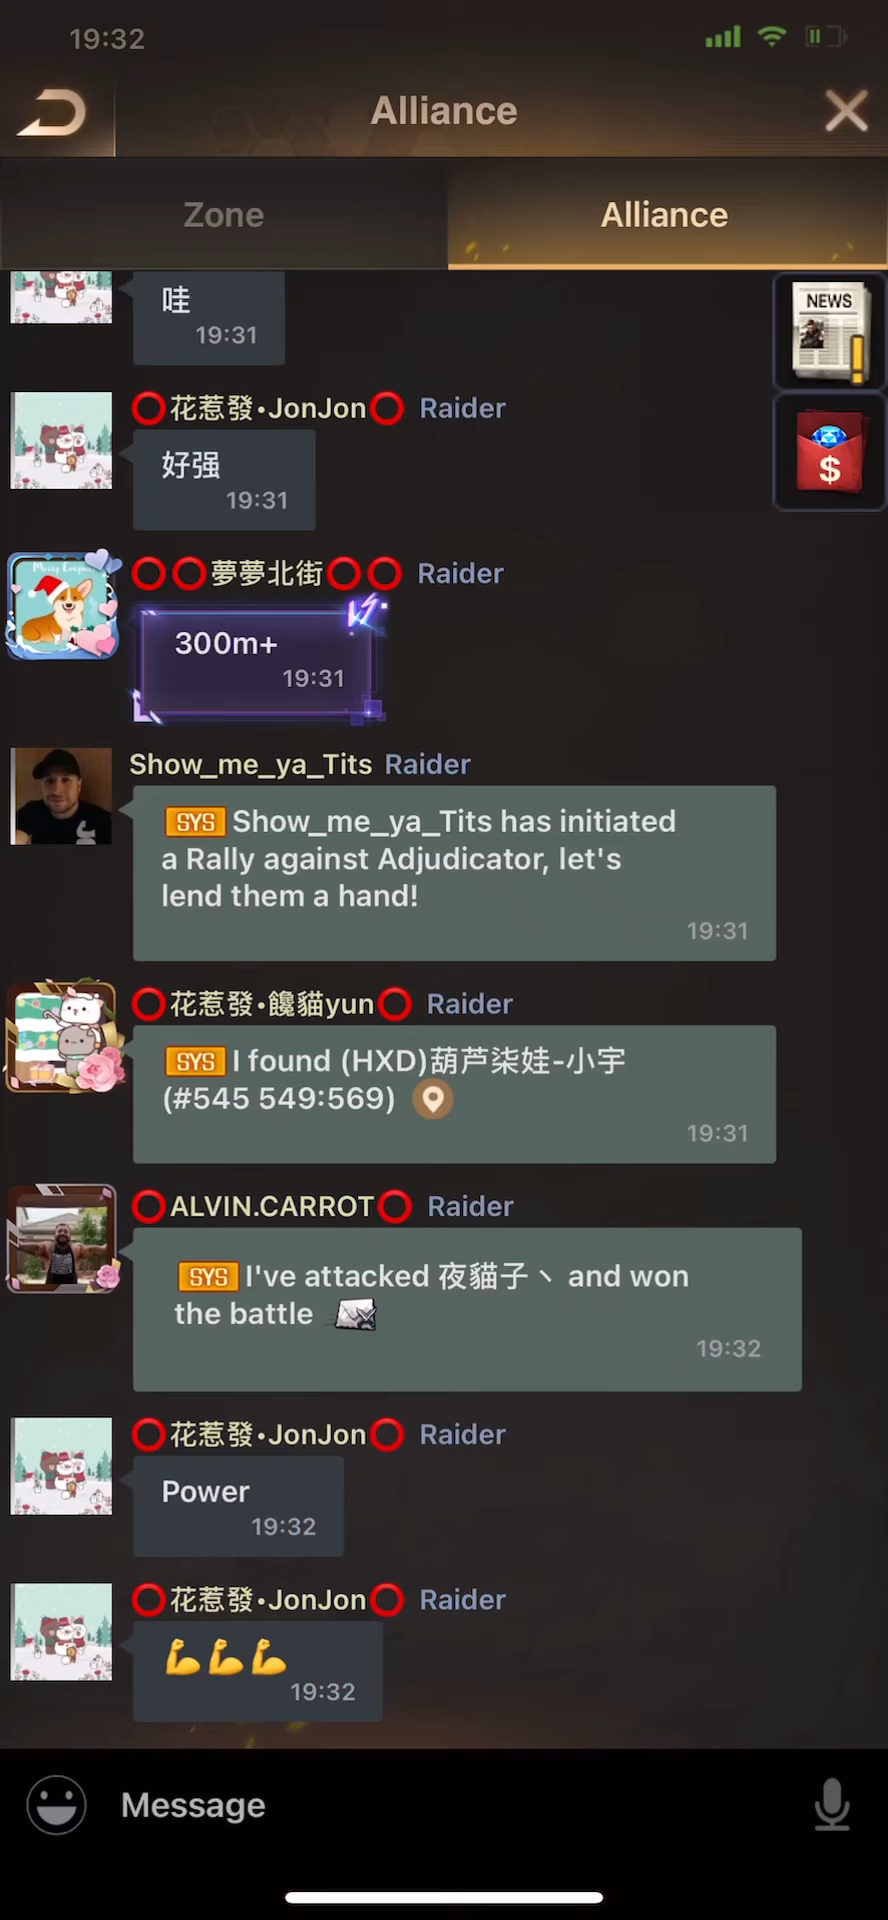 19:32
Alliance
Zone
Alliance
哇
19:31
NEWS
⭕花惹發•JonJon⭕ Raider
好强
19:31
$
⭕⭕夢夢北街⭕⭕ Raider
300m+
19:31
Show_me_ya_Tits Raider
SYS Show_me_ya_Tits has initiated
a Rally against Adjudicator, let's
lend them a hand!
19:31
⭕花惹發•饞貓yun⭕ Raider
SYS I found (HXD)葫芦柒娃-小宇
(#545 549:569)
19:31
⭕ALVIN.CARROT⭕ Raider
SYS I've attacked 夜貓子丶 and won
the battle
19:32
⭕花惹發•JonJon⭕ Raider
Power
19:32
⭕花惹發•JonJon⭕ Raider
💪💪💪
19:32
Message